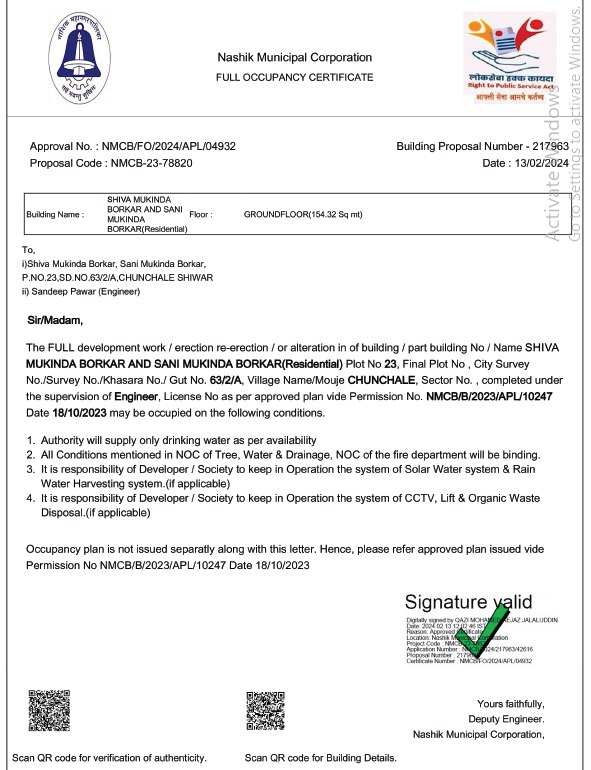 नाशिक महानगरपालिका
Nashik Municipal Corporation
FULL OCCUPANCY CERTIFICATE
लोकसेवा हक्क कायदा
Right to Public Service Act
आपली सेवा आमचे कर्तव्य
Approval No. : NMCB/FO/2024/APL/04932
Building Proposal Number - 217963
Proposal Code : NMCB-23-78820
Date : 13/02/2024
Building Name :
SHIVA MUKINDA
BORKAR AND SANI
MUKINDA
BORKAR(Residential)
Floor :
GROUNDFLOOR(154.32 Sq mt)
To,
i)Shiva Mukinda Borkar, Sani Mukinda Borkar,
P.NO.23,SD.NO.63/2/A,CHUNCHALE SHIWAR
ii) Sandeep Pawar (Engineer)
Sir/Madam,
The FULL development work / erection re-erection / or alteration in of building / part building No / Name SHIVA
MUKINDA BORKAR AND SANI MUKINDA BORKAR(Residential) Plot No 23, Final Plot No , City Survey
No./Survey No./Khasara No./ Gut No. 63/2/A, Village Name/Mouje CHUNCHALE, Sector No. , completed under
the supervision of Engineer, License No as per approved plan vide Permission No. NMCB/B/2023/APL/10247
Date 18/10/2023 may be occupied on the following conditions.
1. Authority will supply only drinking water as per availability
2. All Conditions mentioned in NOC of Tree, Water & Drainage, NOC of the fire department will be binding.
3. It is responsibility of Developer / Society to keep in Operation the system of Solar Water system & Rain
Water Harvesting system.(if applicable)
4. It is responsibility of Developer / Society to keep in Operation the system of CCTV, Lift & Organic Waste
Disposal.(if applicable)
Occupancy plan is not issued separatly along with this letter. Hence, please refer approved plan issued vide
Permission No NMCB/B/2023/APL/10247 Date 18/10/2023
Signature valid
Digitally signed by QAZI MOHAMED EJAZ JALALUDDIN
Date: 2024.02.13 12:02:46 IST
Reason: Approved Certificate
Location: Nashik Municipal Corporation
Project Code : NMCB
Application Number : 2024/217963/42616
Proposal Number : 217963
Certificate Number : NMCB/FO/2024/APL/04932
Yours faithfully,
Deputy Engineer.
Nashik Municipal Corporation,
Scan QR code for verification of authenticity.
Scan QR code for Building Details.
Activate Windows
Go to Settings to activate Windows.